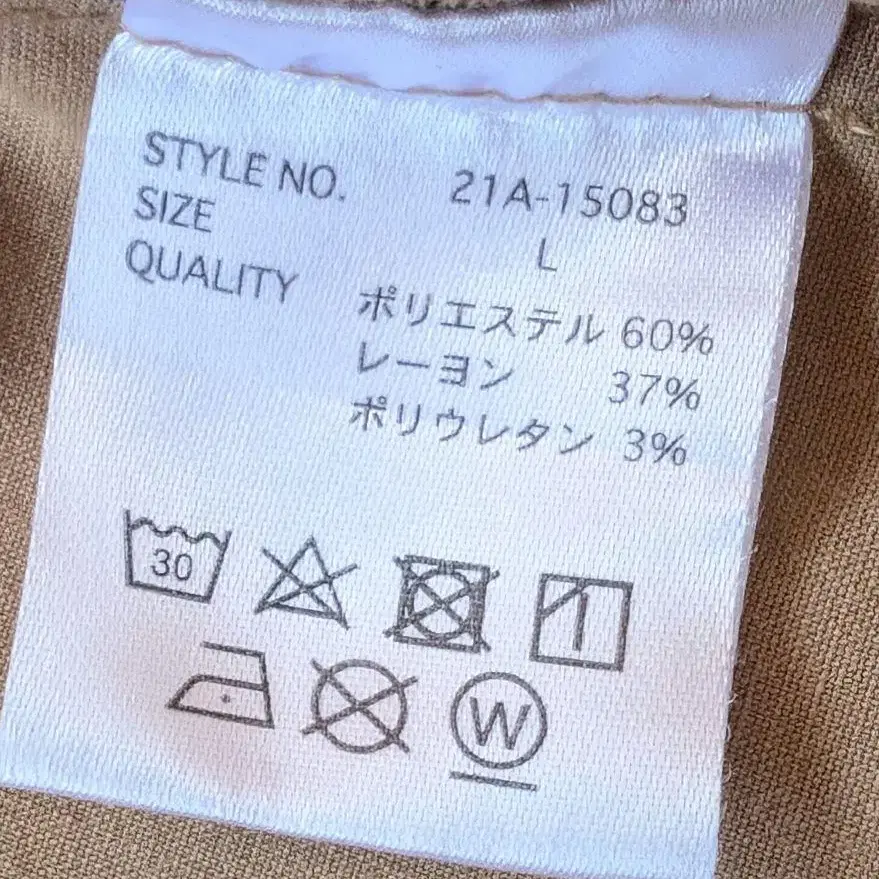 STYLE NO. 21A-15083
SIZE L
QUALITY
ポリエステル 60%
レーヨン 37%
ポリウレタン 3%
30
W